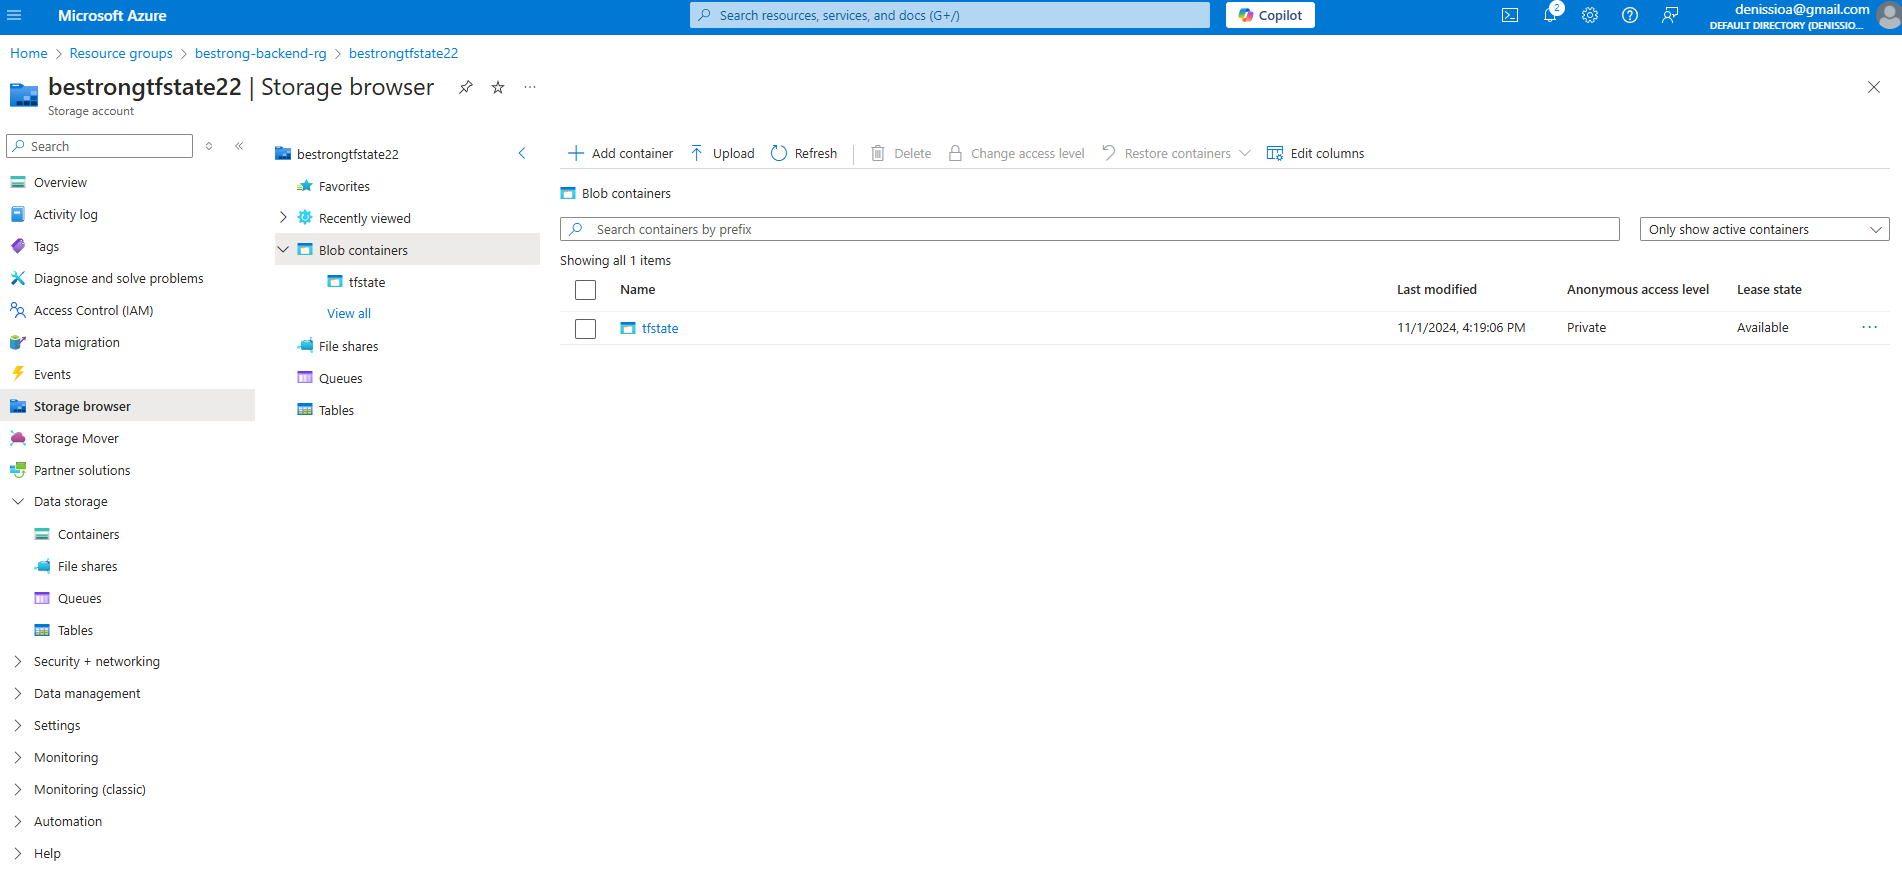 Microsoft Azure
Search resources, services, and docs (G+/)
Copilot
2
denissioa@gmail.com
DEFAULT DIRECTORY (DENISSIO...
Home > Resource groups > bestrong-backend-rg > bestrongtfstate22
bestrongtfstate22 | Storage browser
...
Storage account
Search
Overview
Activity log
Tags
Diagnose and solve problems
Access Control (IAM)
Data migration
Events
Storage browser
Storage Mover
Partner solutions
Data storage
Containers
File shares
Queues
Tables
Security + networking
Data management
Settings
Monitoring
Monitoring (classic)
Automation
Help
bestrongtfstate22
Favorites
Recently viewed
Blob containers
tfstate
View all
File shares
Queues
Tables
Add container Upload Refresh Delete Change access level Restore containers Edit columns
Blob containers
Search containers by prefix
Only show active containers
Showing all 1 items
Name Last modified Anonymous access level Lease state
tfstate 11/1/2024, 4:19:06 PM Private Available ...